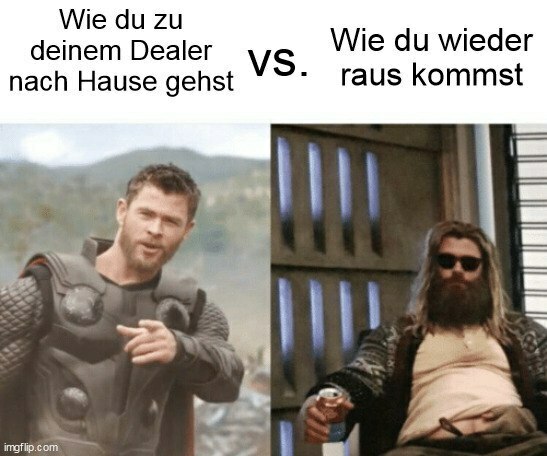 Wie du zu
deinem Dealer
nach Hause gehst
vs.
Wie du wieder
raus kommst
imgflip.com